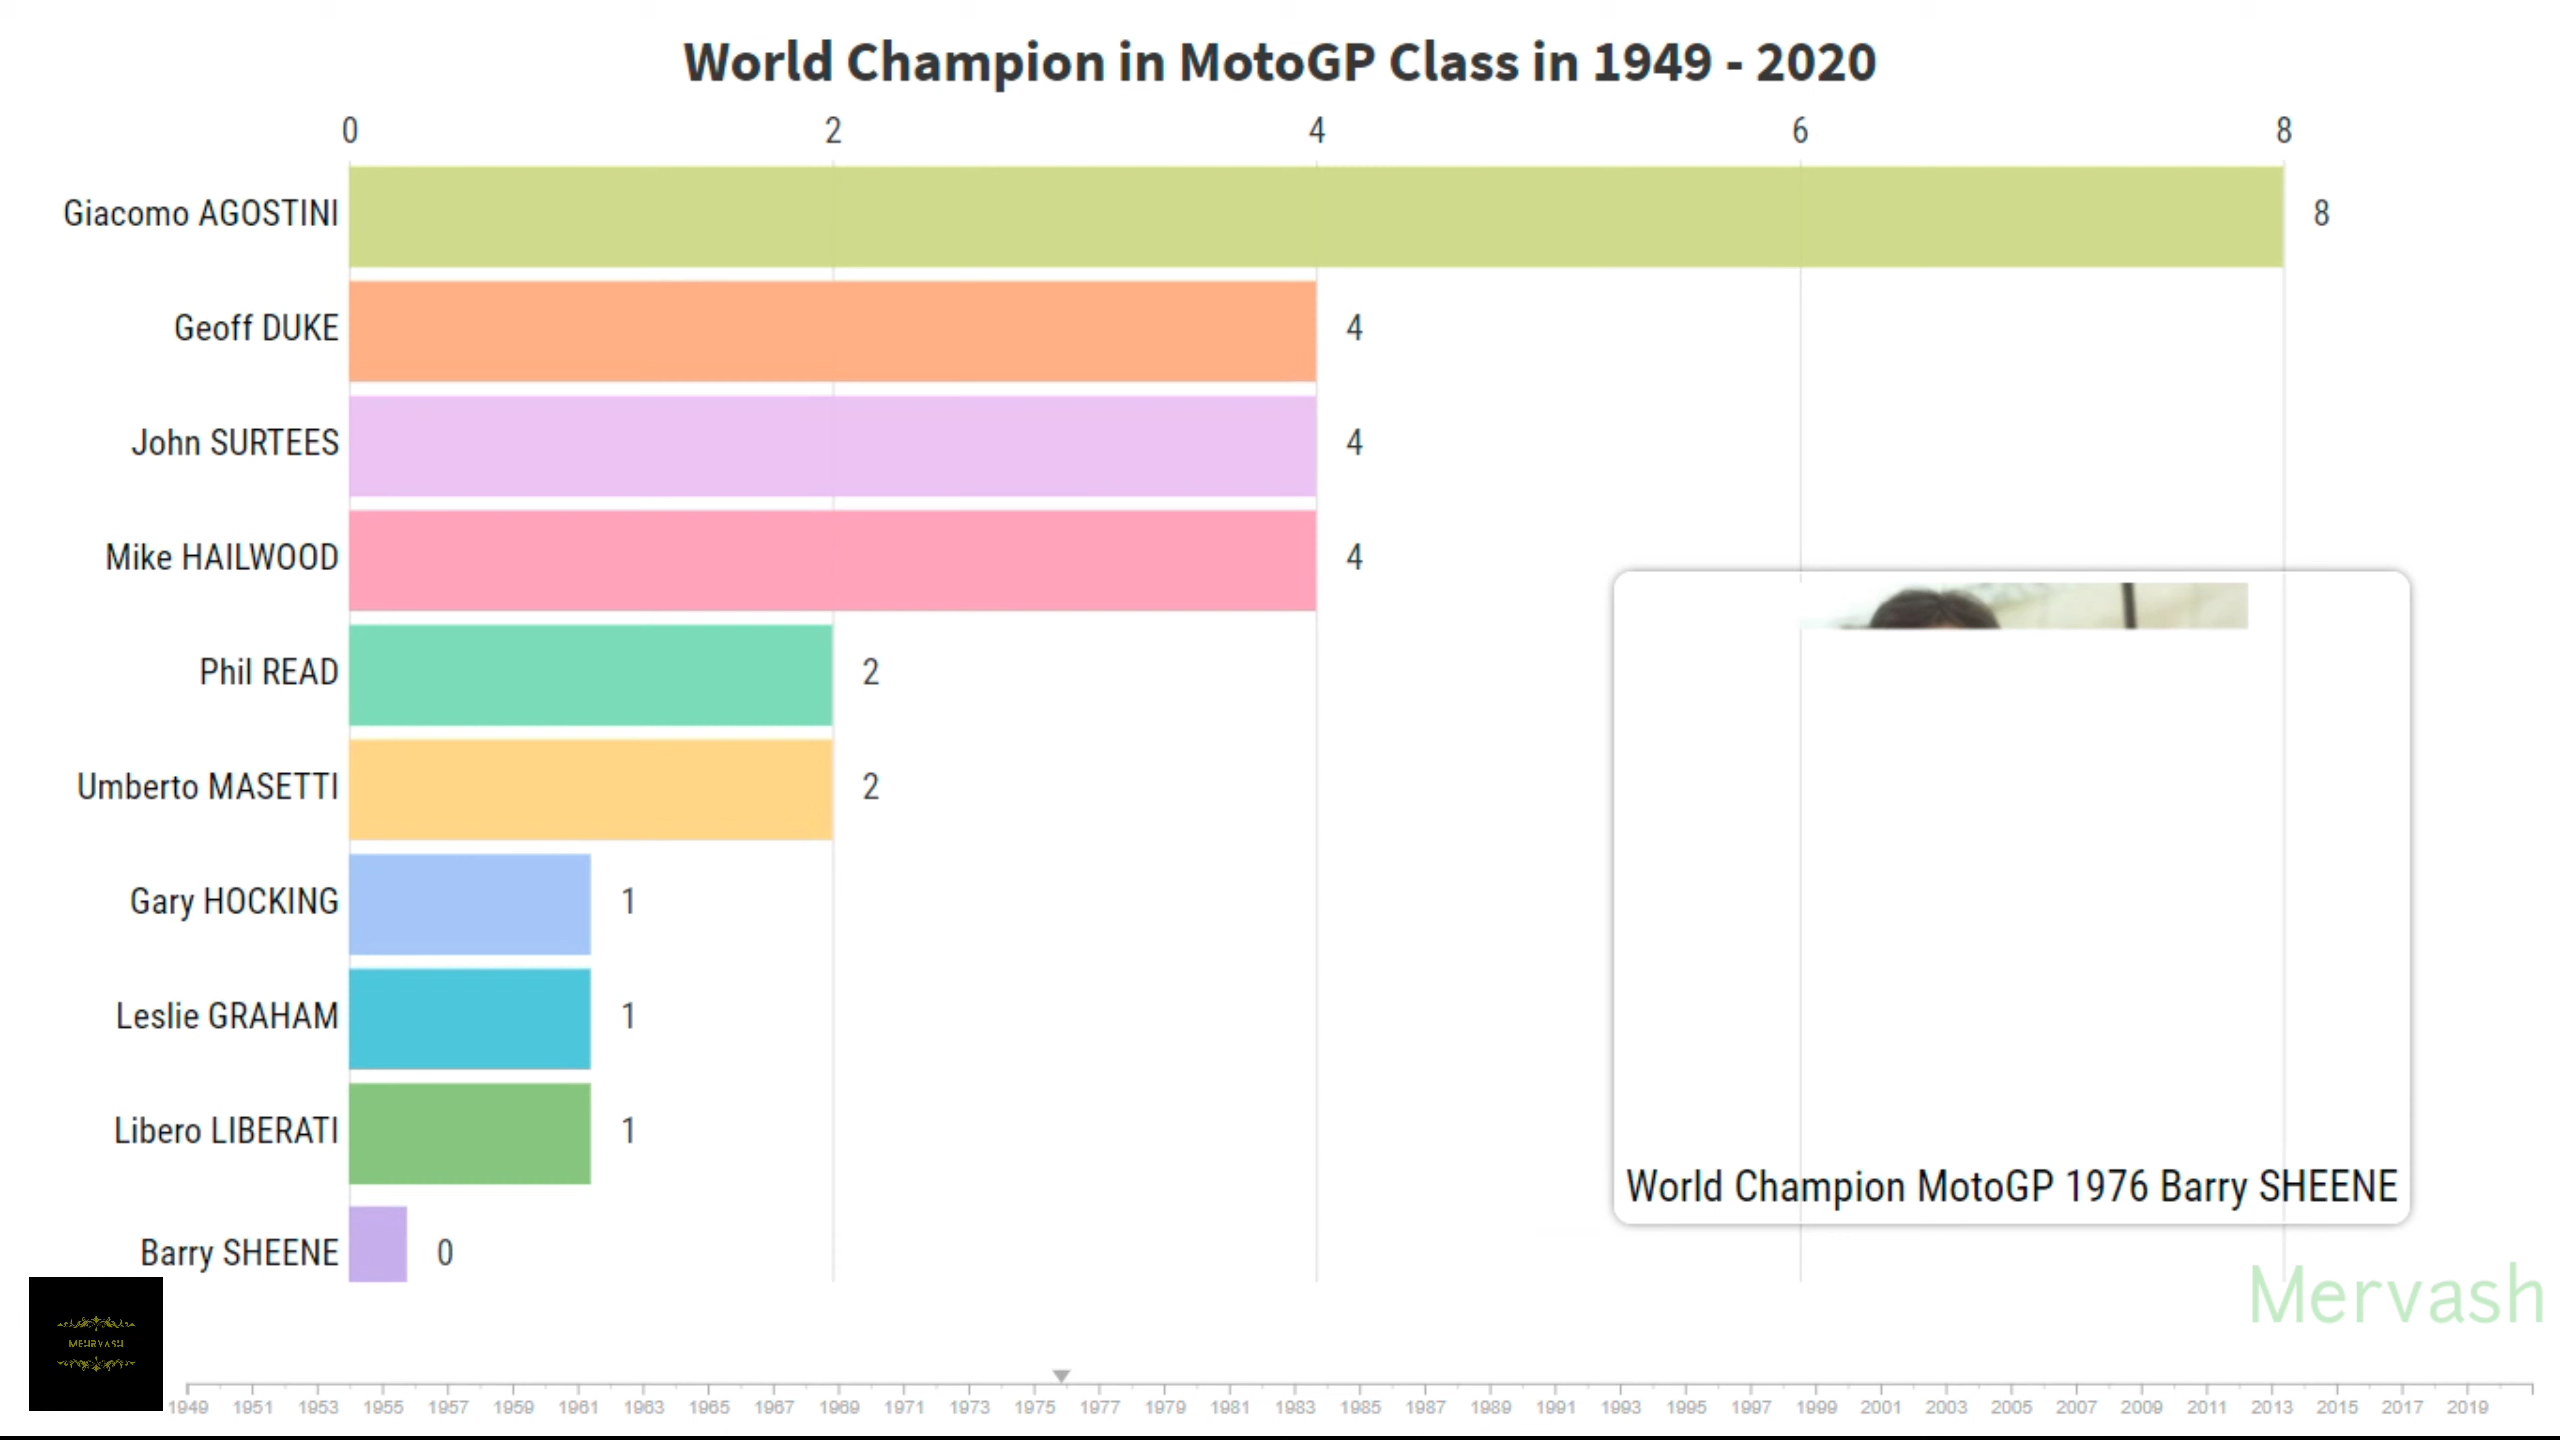 World Champion in MotoGP Class in 1949 - 2020
0 2 4 6 8
Giacomo AGOSTINI 8
Geoff DUKE 4
John SURTEES 4
Mike HAILWOOD 4
Phil READ 2
Umberto MASETTI 2
Gary HOCKING 1
Leslie GRAHAM 1
Libero LIBERATI 1
World Champion MotoGP 1976 Barry SHEENE
Barry SHEENE 0
Mervash
MEHRVASH
1949 1951 1953 1955 1957 1959 1961 1963 1965 1967 1969 1971 1973 1975 1977 1979 1981 1983 1985 1987 1989 1991 1993 1995 1997 1999 2001 2003 2005 2007 2009 2011 2013 2015 2017 2019